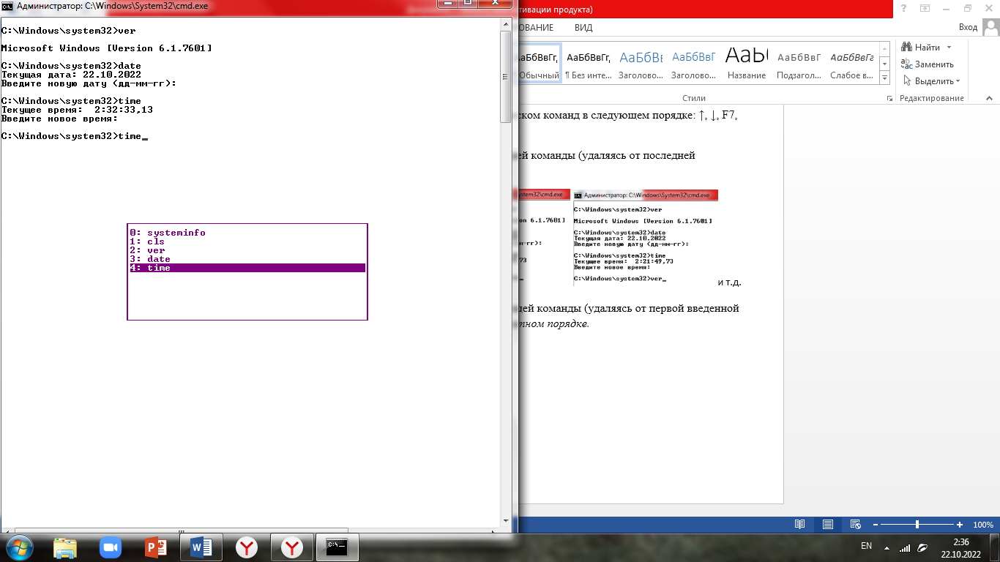 Администратор: C:\Windows\System32\cmd.exe
C:\Windows\system32>ver
Microsoft Windows [Version 6.1.7601]
C:\Windows\system32>date
Текущая дата: 22.10.2022
Введите новую дату (дд-мм-гг):
C:\Windows\system32>time
Текущее время:  2:32:33,13
Введите новое время:
C:\Windows\system32>time_
0: systeminfo
1: cls
2: ver
3: date
4: time
тивации продукта)
ОВАНИЕ ВИД
Вход
АаБбВвГг, АаБбВвГг, АаБбВе АаБбВвГ АаЬ АаБбВвГ АаБбВвГг
Обычный ¶ Без инте... Заголово... Заголово... Название Подзагол... Слабое в...
Стили
Найти
Заменить
Выделить
Редактирование
ском команд в следующем порядке: ↑, ↓, F7,
ей команды (удаляясь от последней
ystem32\cmd.exe
n 6.1.7601]
м-гг):
73
Администратор: C:\Windows\System32\cmd.exe
C:\Windows\system32>ver
Microsoft Windows [Version 6.1.7601]
C:\Windows\system32>date
Текущая дата: 22.10.2022
Введите новую дату (дд-мм-гг):
C:\Windows\system32>time
Текущее время:  2:21:49,73
Введите новое время:
C:\Windows\system32>ver_
и т.д.
щей команды (удаляясь от первой введенной
тном порядке.
100%
EN
2:36
22.10.2022